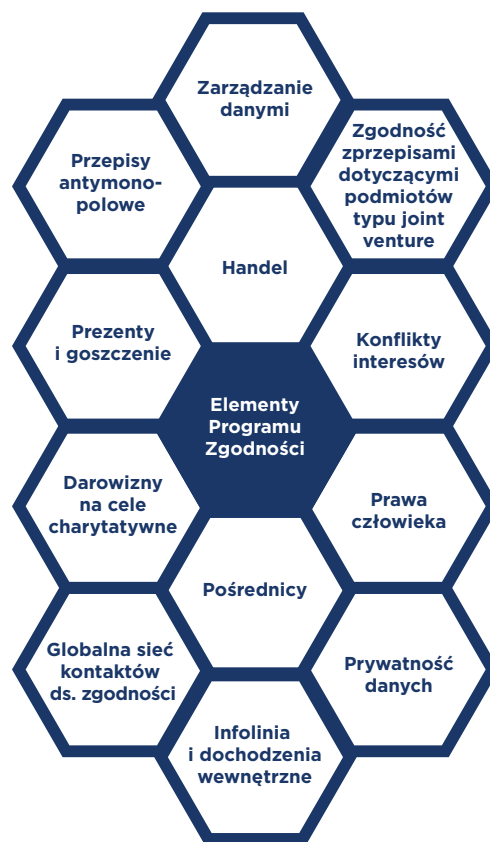 Zarządzanie
danymi
Przepisy
antymono-
polowe
Zgodność
zprzepisami
dotyczącymi
podmiotów
typu joint
venture
Handel
Prezenty
i goszczenie
Konflikty
interesów
Elementy
Programu
Zgodności
Darowizny
na cele
charytatywne
Prawa
człowieka
Pośrednicy
Globalna sieć
kontaktów
ds. zgodności
Prywatność
danych
Infolinia
i dochodzenia
wewnętrzne